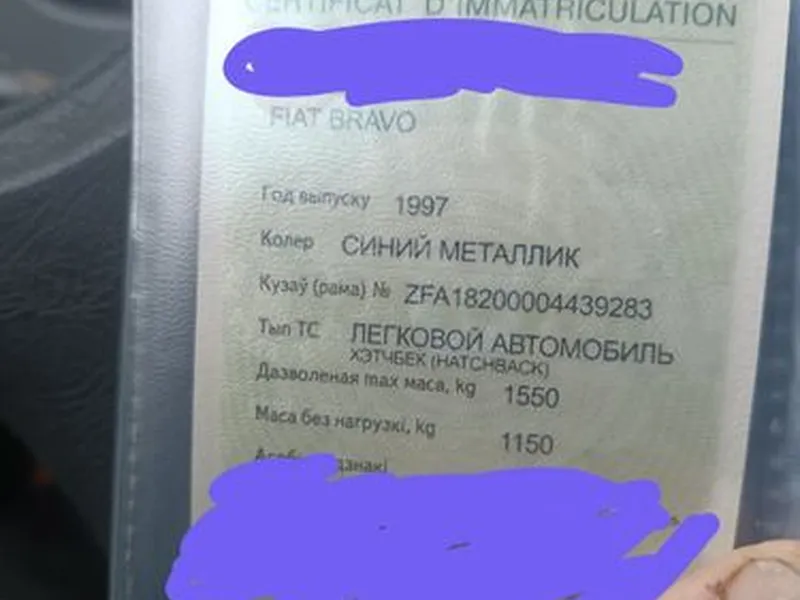 CERTIFICAT D'IMMATRICULATION
FIAT BRAVO
Год выпуску 1997
Колер СИНИЙ МЕТАЛЛИК
Кузаў (рама) № ZFA18200004439283
Тып ТС ЛЕГКОВОЙ АВТОМОБИЛЬ
ХЭТЧБЕК (HATCHBACK)
Дазволеная max маса, kg 1550
Маса без нагрузкі, kg 1150